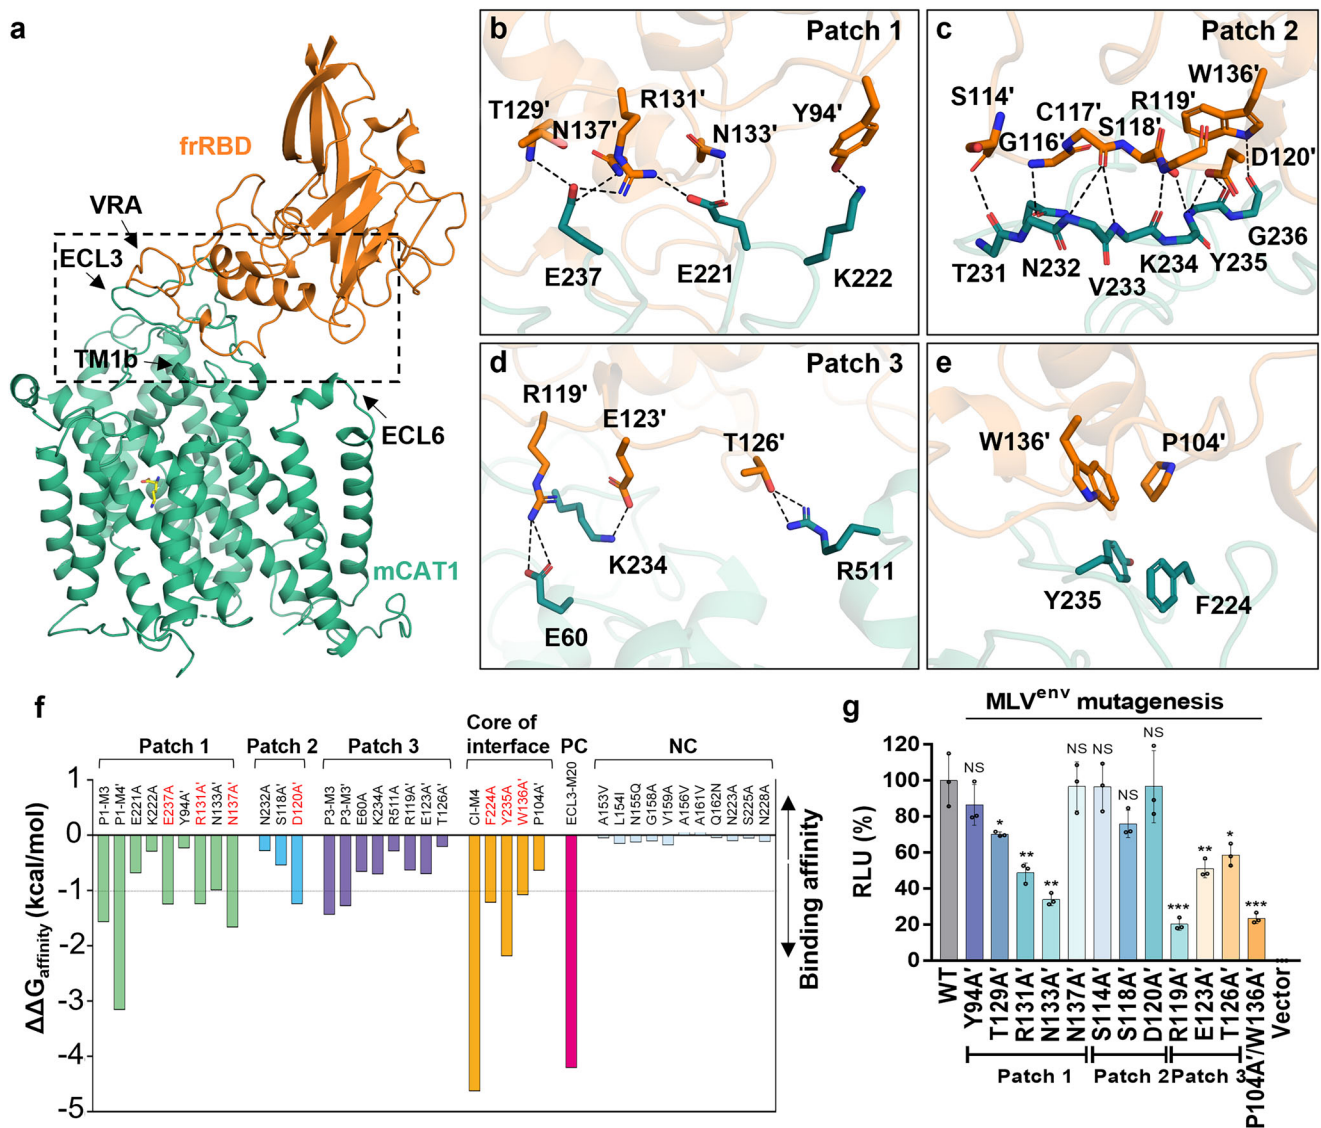 a
frRBD
VRA
ECL3
TM1b
ECL6
mCAT1
b
Patch 1
T129'
N137'
R131'
N133'
Y94'
E237
E221
K222
c
Patch 2
W136'
S114'
C117'
R119'
G116'
S118'
D120'
T231
N232
V233
K234
Y235
G236
d
Patch 3
R119'
E123'
T126'
K234
R511
E60
e
W136'
P104'
Y235
F224
f
Core of
interface
Patch 1
Patch 2
Patch 3
PC
NC
P1-M3
P1-M4'
E221A
K222A
E237A
Y94A'
R131A'
N133A'
N137A'
N232A
S118A'
D120A'
P3-M3
P3-M3'
E60A
K234A
R511A
R119A'
E123A'
T126A'
CI-M4
F224A
Y235A
W136A'
P104A'
ECL3-M20
A153V
L154I
N155Q
G158A
V159A
A156V
A161V
Q162N
N223A
S225A
N228A
1
0
-1
-2
-3
-4
-5
ΔΔGaffinity (kcal/mol)
Binding affinity
g
MLVenv mutagenesis
RLU (%)
120
100
80
60
40
20
0
NS
*
**
**
NS
NS
NS
NS
***
**
*
***
WT
Y94A'
T129A'
R131A'
N133A'
N137A'
S114A'
S118A'
D120A'
R119A'
E123A'
T126A'
P104A'/W136A'
Vector
Patch 1
Patch 2
Patch 3